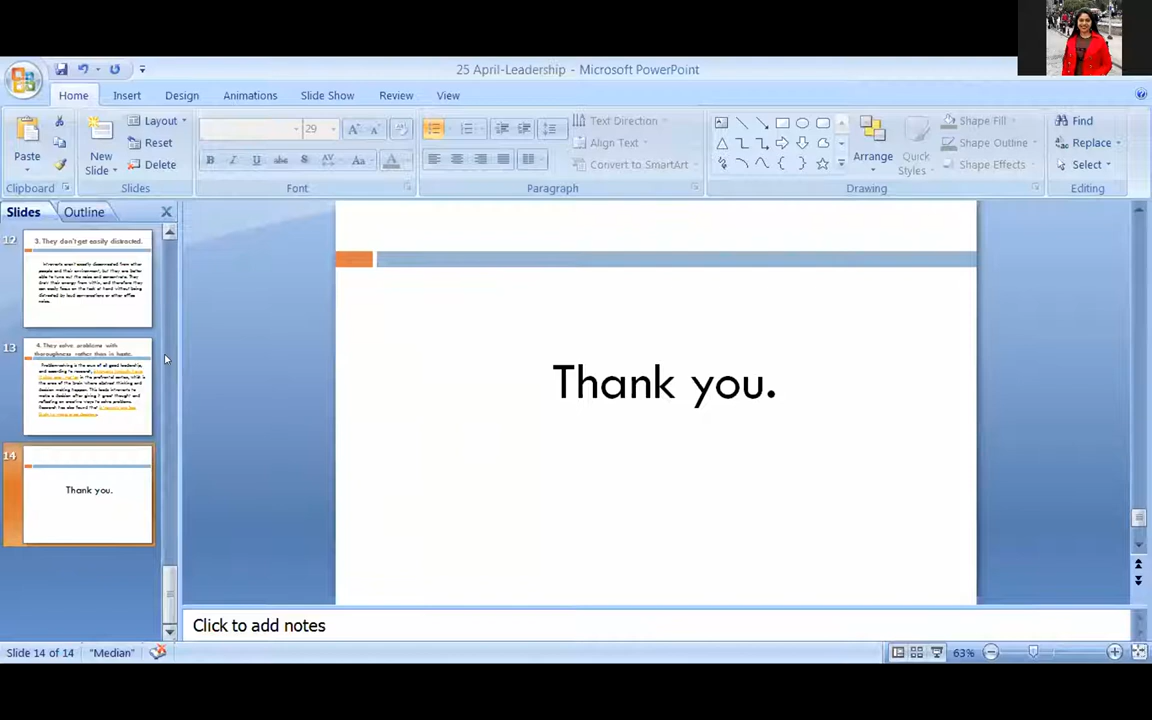 25 April-Leadership - Microsoft PowerPoint
Home Insert Design Animations Slide Show Review View
Paste
Clipboard
New
Slide
Layout
Reset
Delete
Slides
29
B I U abc S AV Aa A
Font
Text Direction
Align Text
Convert to SmartArt
Paragraph
Arrange
Quick
Styles
Shape Fill
Shape Outline
Shape Effects
Drawing
Find
Replace
Select
Editing
Slides Outline
12
3. They don't get easily distracted.
13
4. They solve problems with
thoroughness rather than in haste.
14
Thank you.
Thank you.
Click to add notes
Slide 14 of 14 "Median" 63%